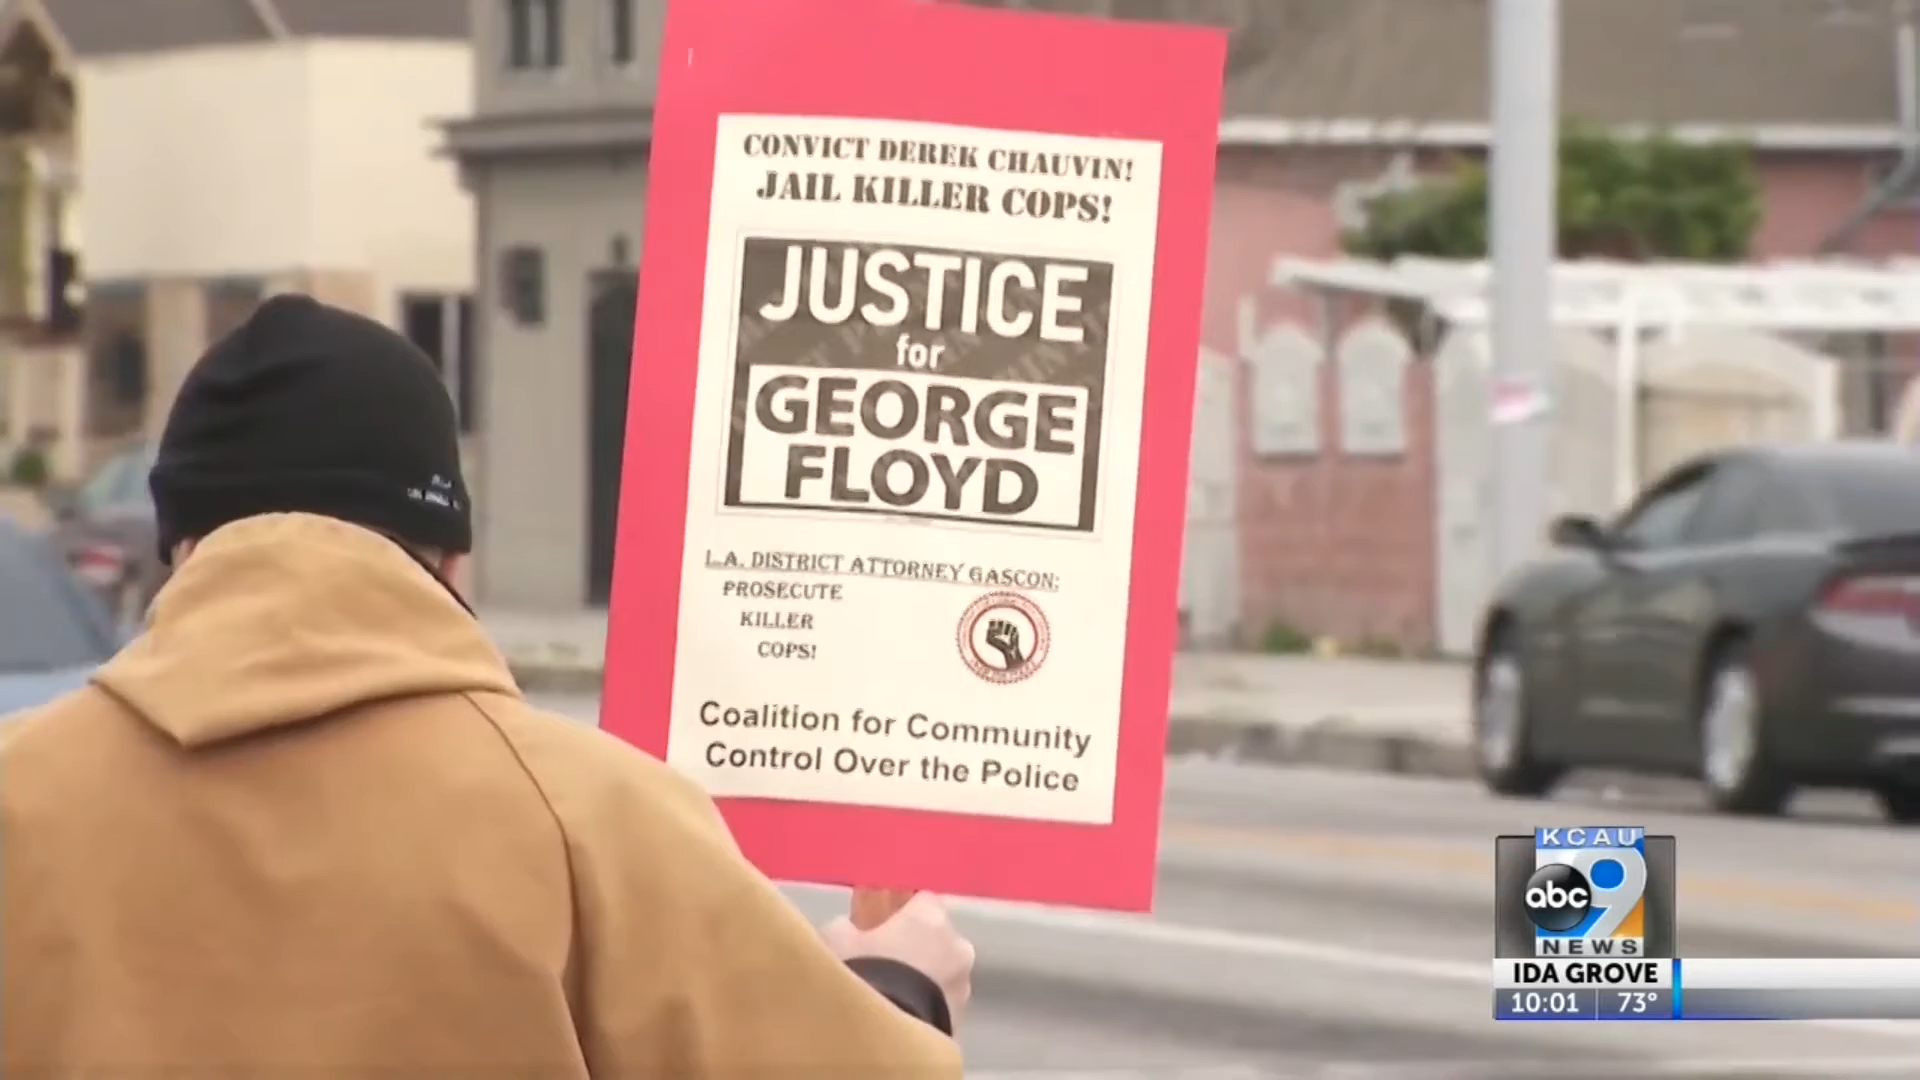 CONVICT DEREK CHAUVIN!
JAIL KILLER COPS!
JUSTICE
for
GEORGE
FLOYD
L.A. DISTRICT ATTORNEY GASCON:
PROSECUTE
KILLER
COPS!
Coalition for Community
Control Over the Police
KCAU
abc 9
NEWS
IDA GROVE
10:01 73°